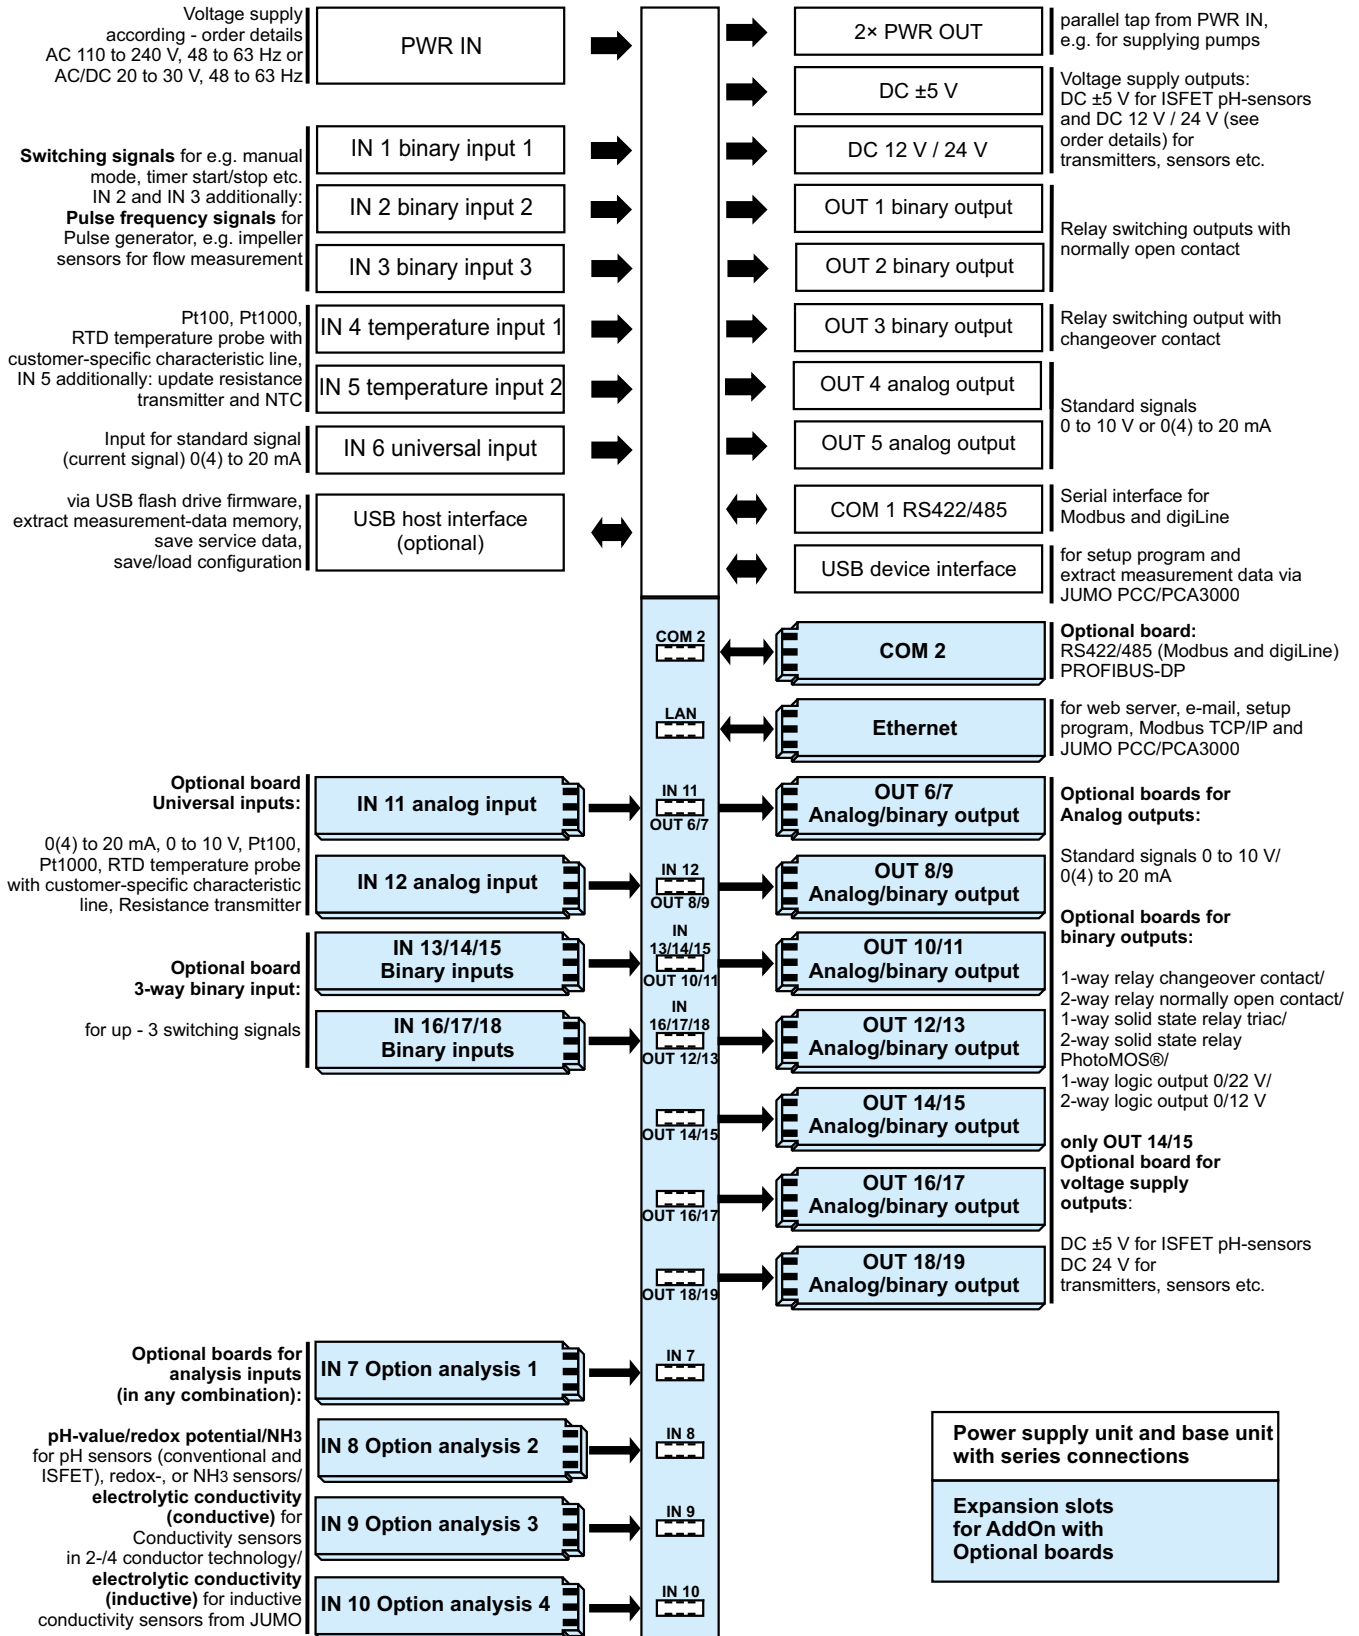 Voltage supply
according - order details
AC 110 to 240 V, 48 to 63 Hz or
AC/DC 20 to 30 V, 48 to 63 Hz
PWR IN
2× PWR OUT
parallel tap from PWR IN,
e.g. for supplying pumps
DC ±5 V
DC 12 V / 24 V
Voltage supply outputs:
DC ±5 V for ISFET pH-sensors
and DC 12 V / 24 V (see
order details) for
transmitters, sensors etc.
Switching signals for e.g. manual
mode, timer start/stop etc.
IN 2 and IN 3 additionally:
Pulse frequency signals for
Pulse generator, e.g. impeller
sensors for flow measurement
IN 1 binary input 1
IN 2 binary input 2
IN 3 binary input 3
OUT 1 binary output
OUT 2 binary output
Relay switching outputs with
normally open contact
Pt100, Pt1000,
RTD temperature probe with
customer-specific characteristic line,
IN 5 additionally: update resistance
transmitter and NTC
IN 4 temperature input 1
IN 5 temperature input 2
OUT 3 binary output
Relay switching output with
changeover contact
OUT 4 analog output
OUT 5 analog output
Standard signals
0 to 10 V or 0(4) to 20 mA
Input for standard signal
(current signal) 0(4) to 20 mA
IN 6 universal input
via USB flash drive firmware,
extract measurement-data memory,
save service data,
save/load configuration
USB host interface
(optional)
COM 1 RS422/485
Serial interface for
Modbus and digiLine
USB device interface
for setup program and
extract measurement data via
JUMO PCC/PCA3000
COM 2
COM 2
Optional board:
RS422/485 (Modbus and digiLine)
PROFIBUS-DP
LAN
Ethernet
for web server, e-mail, setup
program, Modbus TCP/IP and
JUMO PCC/PCA3000
Optional board
Universal inputs:
0(4) to 20 mA, 0 to 10 V, Pt100,
Pt1000, RTD temperature probe
with customer-specific characteristic
line, Resistance transmitter
IN 11 analog input
IN 12 analog input
IN 11
OUT 6/7
IN 12
OUT 8/9
OUT 6/7
Analog/binary output
OUT 8/9
Analog/binary output
Optional boards for
Analog outputs:
Standard signals 0 to 10 V/
0(4) to 20 mA
Optional board
3-way binary input:
for up - 3 switching signals
IN 13/14/15
Binary inputs
IN 16/17/18
Binary inputs
IN
13/14/15
OUT 10/11
IN
16/17/18
OUT 12/13
OUT 14/15
OUT 16/17
OUT 18/19
OUT 10/11
Analog/binary output
OUT 12/13
Analog/binary output
OUT 14/15
Analog/binary output
OUT 16/17
Analog/binary output
OUT 18/19
Analog/binary output
Optional boards for
binary outputs:
1-way relay changeover contact/
2-way relay normally open contact/
1-way solid state relay triac/
2-way solid state relay
PhotoMOS®/
1-way logic output 0/22 V/
2-way logic output 0/12 V
only OUT 14/15
Optional board for
voltage supply
outputs:
DC ±5 V for ISFET pH-sensors
DC 24 V for
transmitters, sensors etc.
Optional boards for
analysis inputs
(in any combination):
pH-value/redox potential/NH3
for pH sensors (conventional and
ISFET), redox-, or NH3 sensors/
electrolytic conductivity
(conductive) for
Conductivity sensors
in 2-/4 conductor technology/
electrolytic conductivity
(inductive) for inductive
conductivity sensors from JUMO
IN 7 Option analysis 1
IN 8 Option analysis 2
IN 9 Option analysis 3
IN 10 Option analysis 4
IN 7
IN 8
IN 9
IN 10
Power supply unit and base unit
with series connections
Expansion slots
for AddOn with
Optional boards